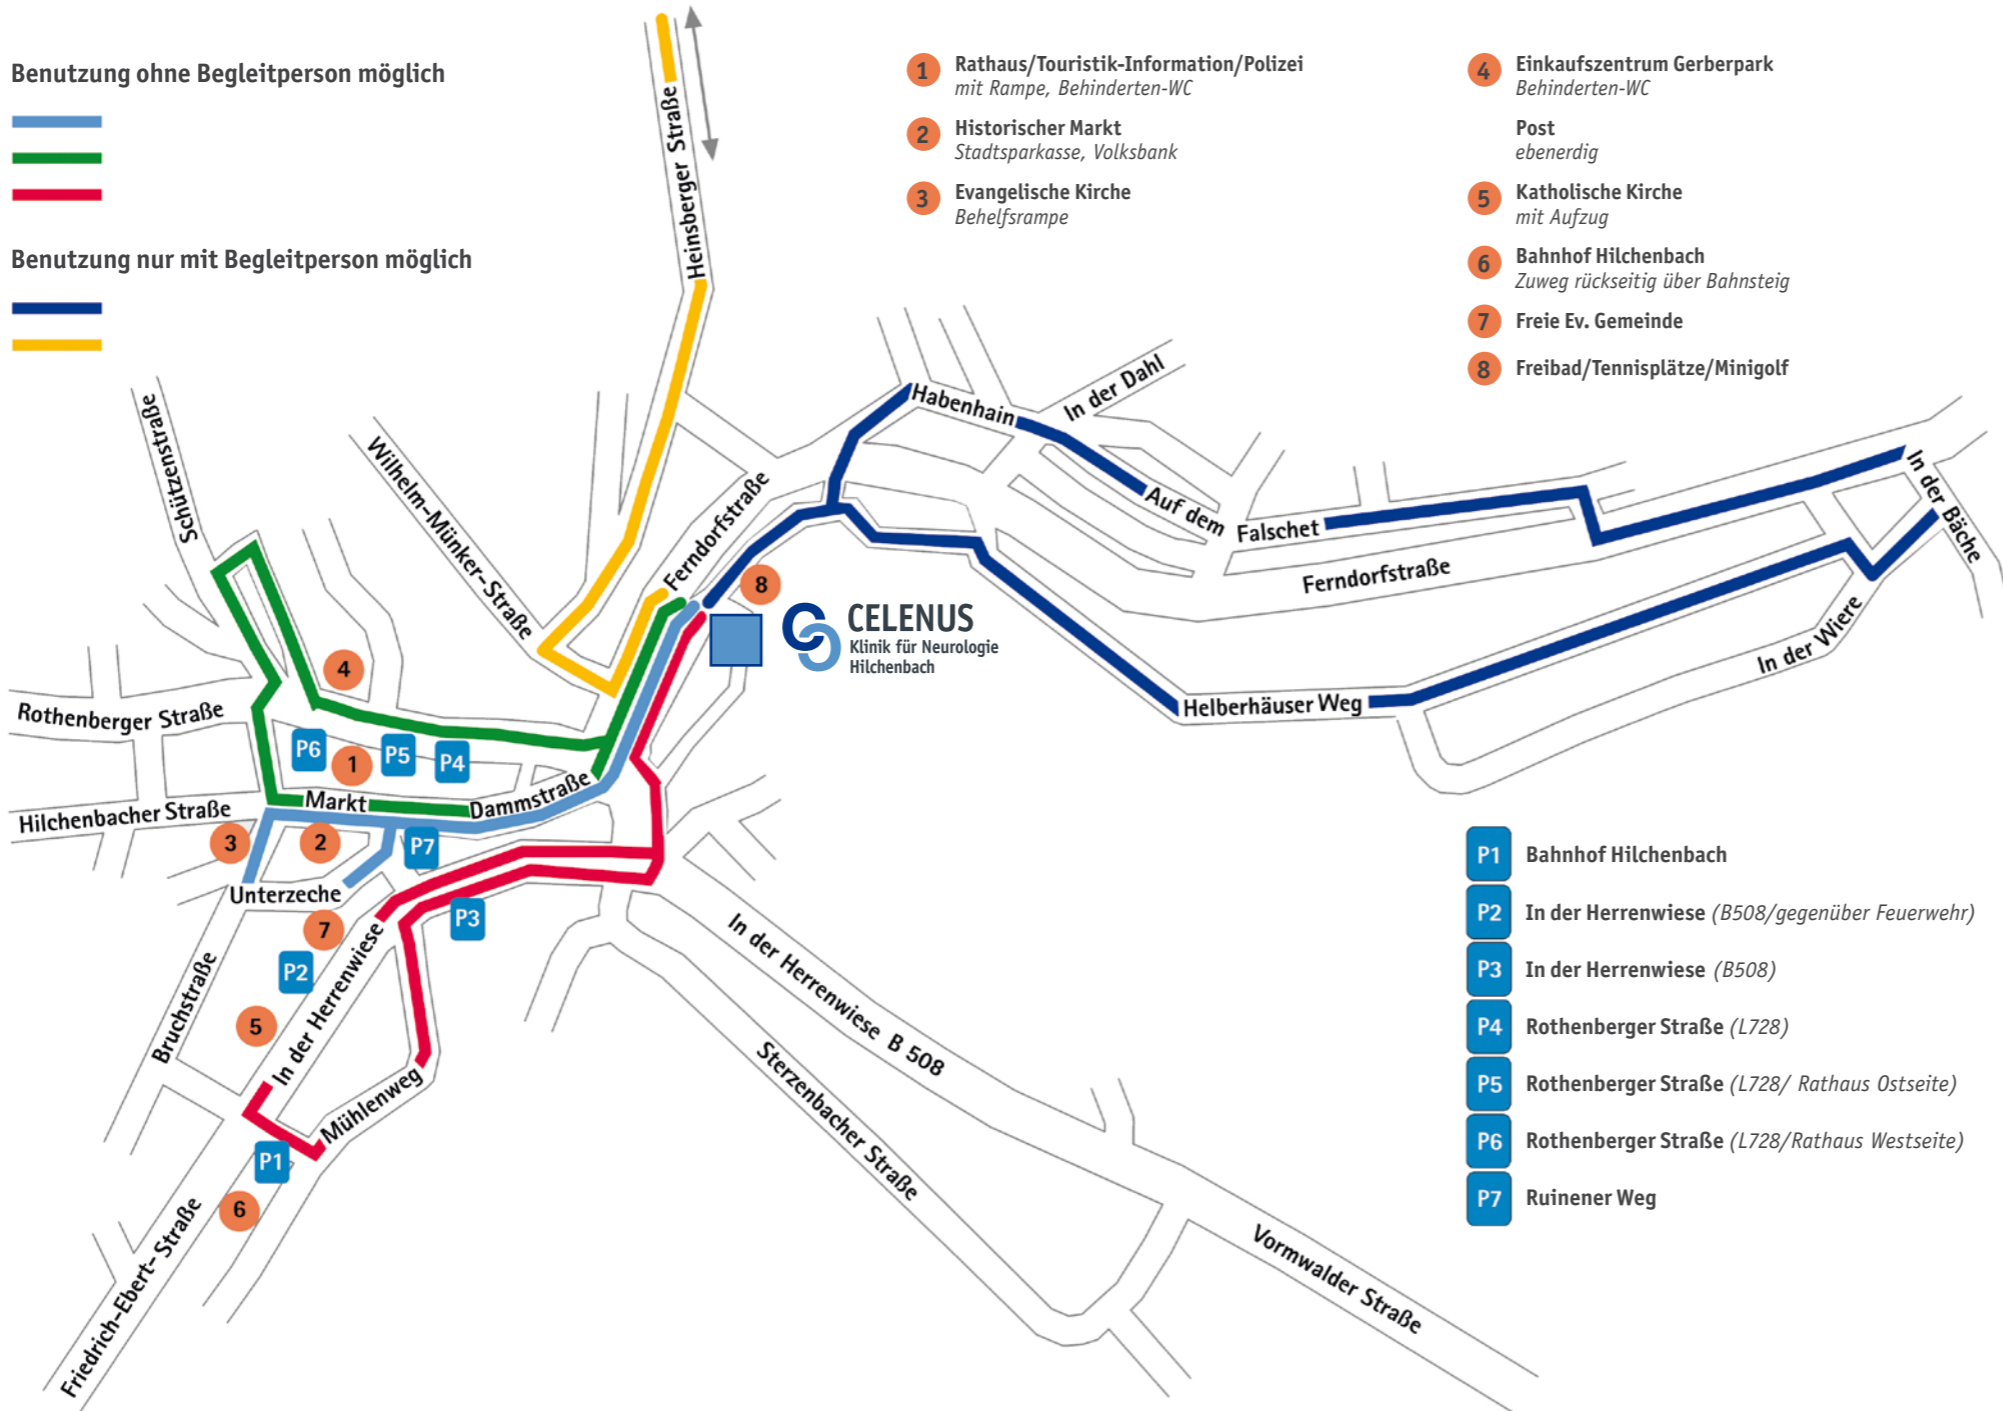 Benutzung ohne Begleitperson möglich
Benutzung nur mit Begleitperson möglich
1 Rathaus/Touristik-Information/Polizei
mit Rampe, Behinderten-WC
2 Historischer Markt
Stadtsparkasse, Volksbank
3 Evangelische Kirche
Behelfsrampe
4 Einkaufszentrum Gerberpark
Behinderten-WC
Post
ebenerdig
5 Katholische Kirche
mit Aufzug
6 Bahnhof Hilchenbach
Zuweg rückseitig über Bahnsteig
7 Freie Ev. Gemeinde
8 Freibad/Tennisplätze/Minigolf
Heinsberger Straße
Schützenstraße
Wilhelm-Münker-Straße
Ferndorfstraße
Habenhain
In der Dahl
Auf dem
Falschet
Ferndorfstraße
In der Bäche
In der Wiere
Helberhäuser Weg
8
CELENUS
Klinik für Neurologie
Hilchenbach
4
Rothenberger Straße
P6
1
P5
P4
Markt
Dammstraße
Hilchenbacher Straße
3
2
P7
Unterzeche
7
P3
P2
5
Bruchstraße
In der Herrenwiese
Mühlenweg
P1
6
Friedrich-Ebert-Straße
In der Herrenwiese B 508
Sterzenbacher Straße
Vormwalder Straße
P1 Bahnhof Hilchenbach
P2 In der Herrenwiese (B508/gegenüber Feuerwehr)
P3 In der Herrenwiese (B508)
P4 Rothenberger Straße (L728)
P5 Rothenberger Straße (L728/ Rathaus Ostseite)
P6 Rothenberger Straße (L728/Rathaus Westseite)
P7 Ruinener Weg